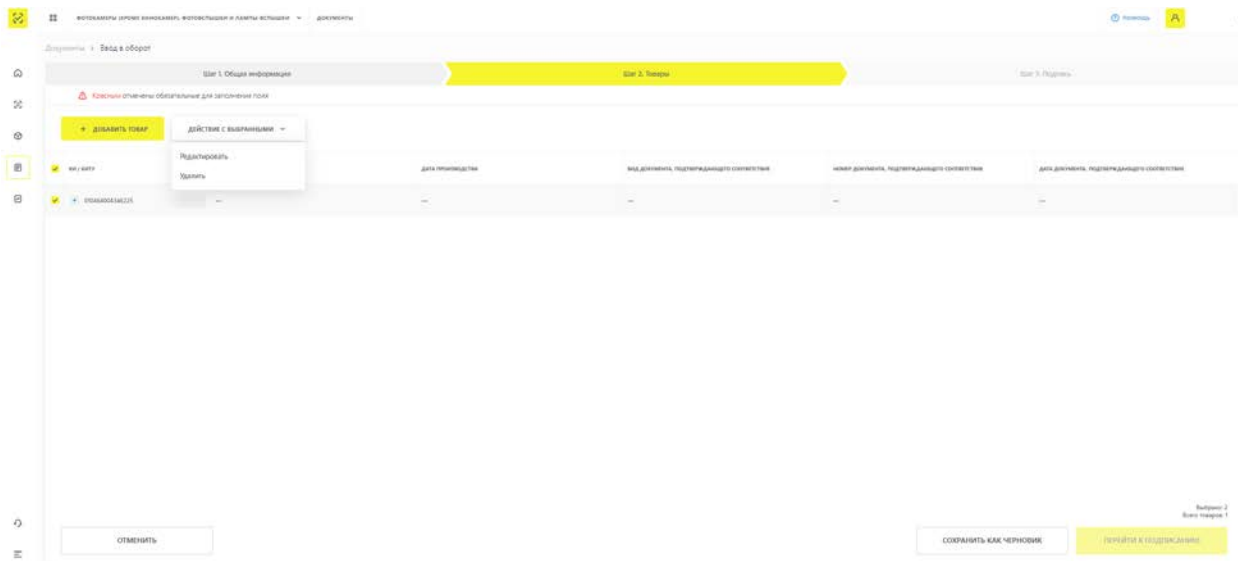 ФОТОКАМЕРЫ (КРОМЕ КИНОКАМЕР), ФОТОВСПЫШКИ И ЛАМПЫ-ВСПЫШКИ ДОКУМЕНТЫ
Помощь
Документы > Ввод в оборот
Шаг 1. Общая информация
Шаг 2. Товары
Шаг 3. Подпись
Красным отмечены обязательные для заполнения поля
+ ДОБАВИТЬ ТОВАР
ДЕЙСТВИЕ С ВЫБРАННЫМИ
Редактировать
Удалить
КИ / КИТУ
ДАТА ПРОИЗВОДСТВА
ВИД ДОКУМЕНТА, ПОДТВЕРЖДАЮЩЕГО СООТВЕТСТВИЕ
НОМЕР ДОКУМЕНТА, ПОДТВЕРЖДАЮЩЕГО СООТВЕТСТВИЕ
ДАТА ДОКУМЕНТА, ПОДТВЕРЖДАЮЩЕГО СООТВЕТСТВИЕ
— — — — —
Выбрано: 2
Всего товаров: 1
ОТМЕНИТЬ
СОХРАНИТЬ КАК ЧЕРНОВИК
ПЕРЕЙТИ К ПОДПИСАНИЮ